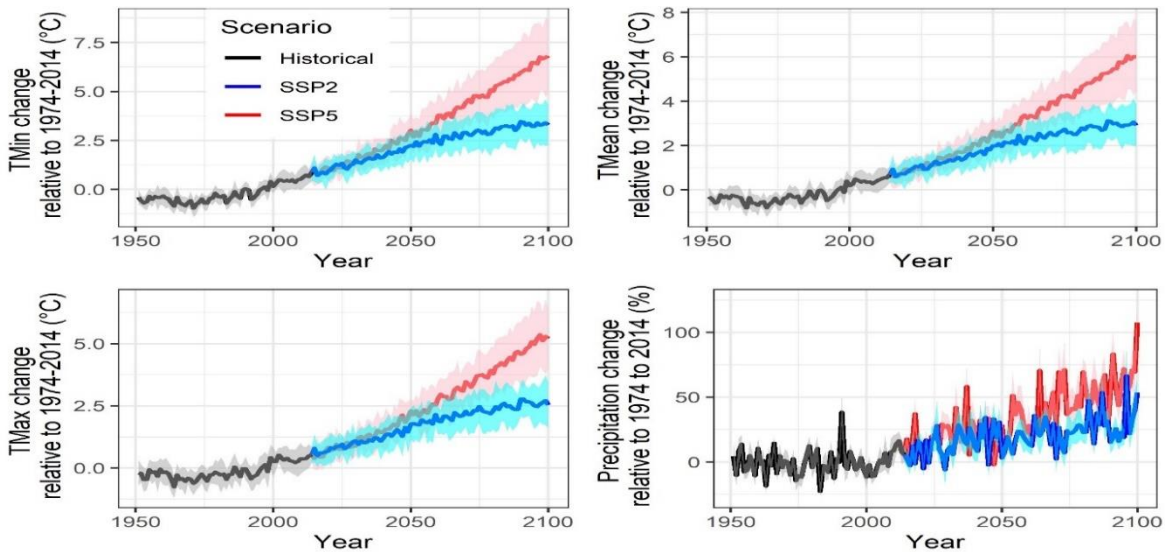 TMin change
relative to 1974-2014 (°C)
7.5
5.0
2.5
0.0
Scenario
Historical
SSP2
SSP5
1950
2000
2050
2100
Year
TMean change
relative to 1974-2014 (°C)
8
6
4
2
0
1950
2000
2050
2100
Year
TMax change
relative to 1974-2014 (°C)
5.0
2.5
0.0
1950
2000
2050
2100
Year
Precipitation change
relative to 1974 to 2014 (%)
100
50
0
1950
2000
2050
2100
Year